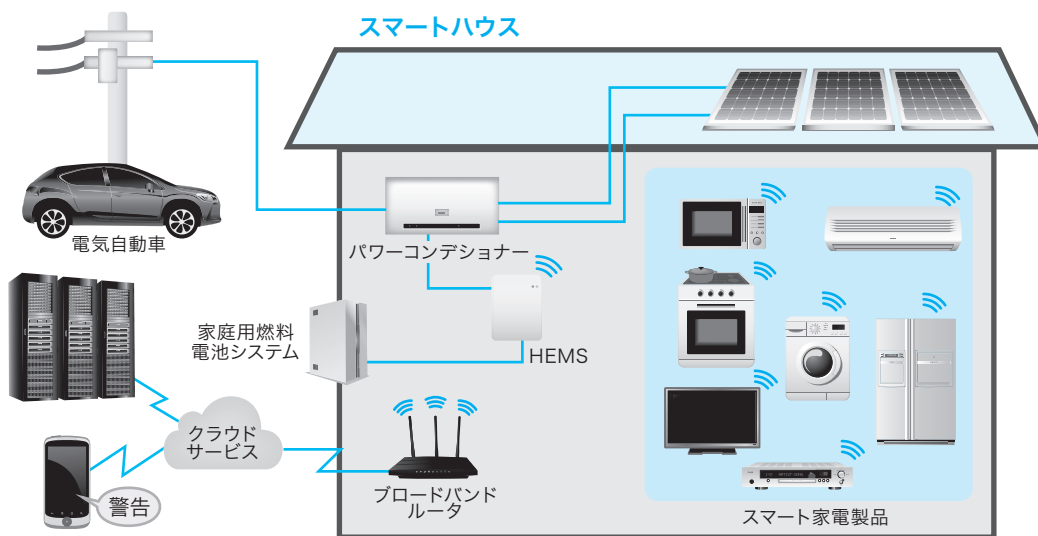 スマートハウス
電気自動車
パワーコンデショナー
家庭用燃料
電池システム
HEMS
クラウド
サービス
警告
ブロードバンド
ルータ
スマート家電製品